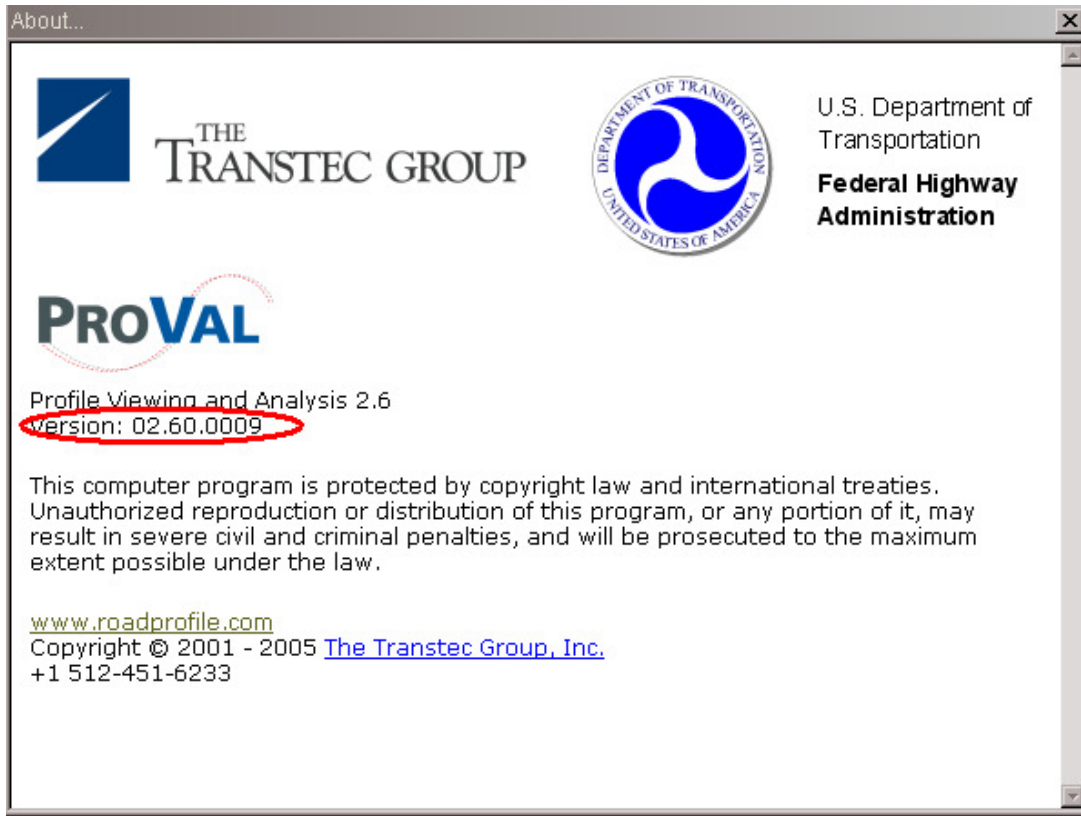 About...
THE
TRANSTEC GROUP
DEPARTMENT OF TRANSPORTATION
UNITED STATES OF AMERICA
U.S. Department of
Transportation
Federal Highway
Administration
PROVAL
Profile Viewing and Analysis 2.6
Version: 02.60.0009
This computer program is protected by copyright law and international treaties.
Unauthorized reproduction or distribution of this program, or any portion of it, may
result in severe civil and criminal penalties, and will be prosecuted to the maximum
extent possible under the law.
www.roadprofile.com
Copyright © 2001 - 2005 The Transtec Group, Inc.
+1 512-451-6233